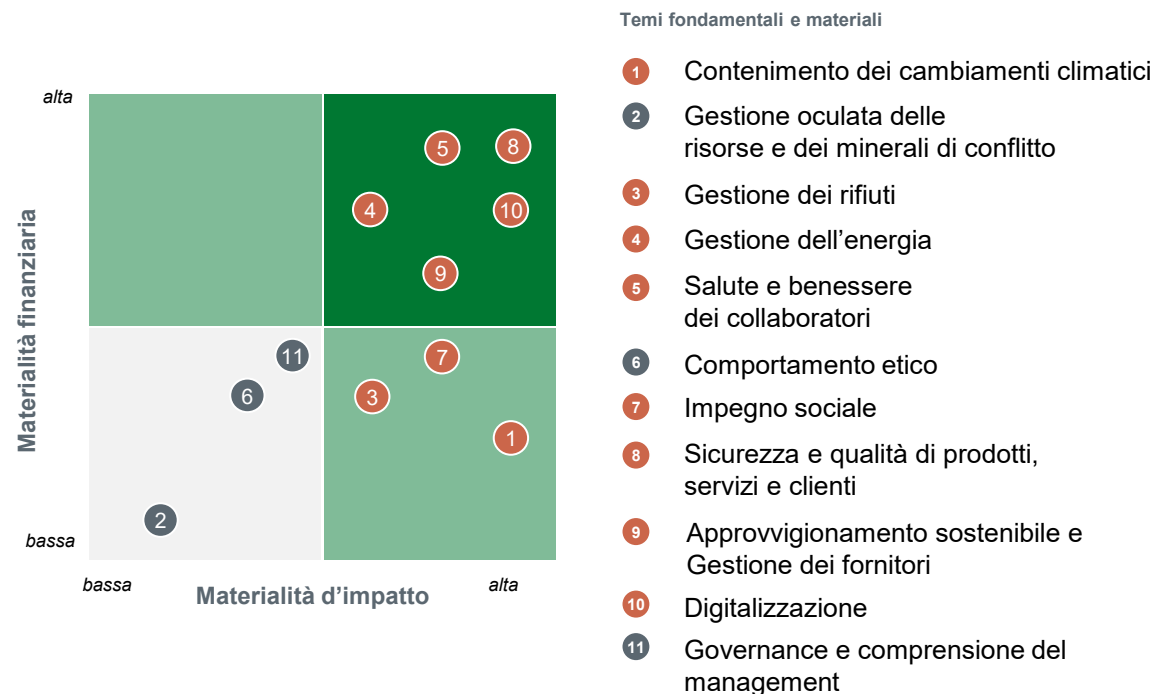 Temi fondamentali e materiali
alta
Materialità finanziaria
bassa
bassa
Materialità d'impatto
alta
5
8
4
10
9
11
7
6
3
1
2
1 Contenimento dei cambiamenti climatici
2 Gestione oculata delle
risorse e dei minerali di conflitto
3 Gestione dei rifiuti
4 Gestione dell'energia
5 Salute e benessere
dei collaboratori
6 Comportamento etico
7 Impegno sociale
8 Sicurezza e qualità di prodotti,
servizi e clienti
9 Approvvigionamento sostenibile e
Gestione dei fornitori
10 Digitalizzazione
11 Governance e comprensione del
management